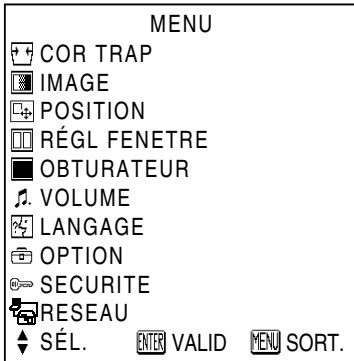 MENU
COR TRAP
IMAGE
POSITION
RÉGL FENETRE
OBTURATEUR
VOLUME
LANGAGE
OPTION
SECURITE
RESEAU
SÉL. ENTER VALID MENU SORT.